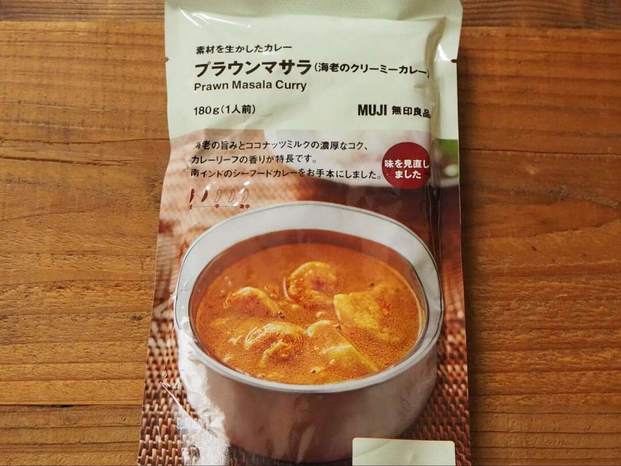 素材を生かしたカレー
プラウンマサラ(海老のクリーミーカレー)
Prawn Masala Curry
180g(1人前)
MUJI 無印良品
海老の旨みとココナッツミルクの濃厚なコク、
カレーリーフの香りが特長です。
南インドのシーフードカレーをお手本にしました。
味を見直し
ました